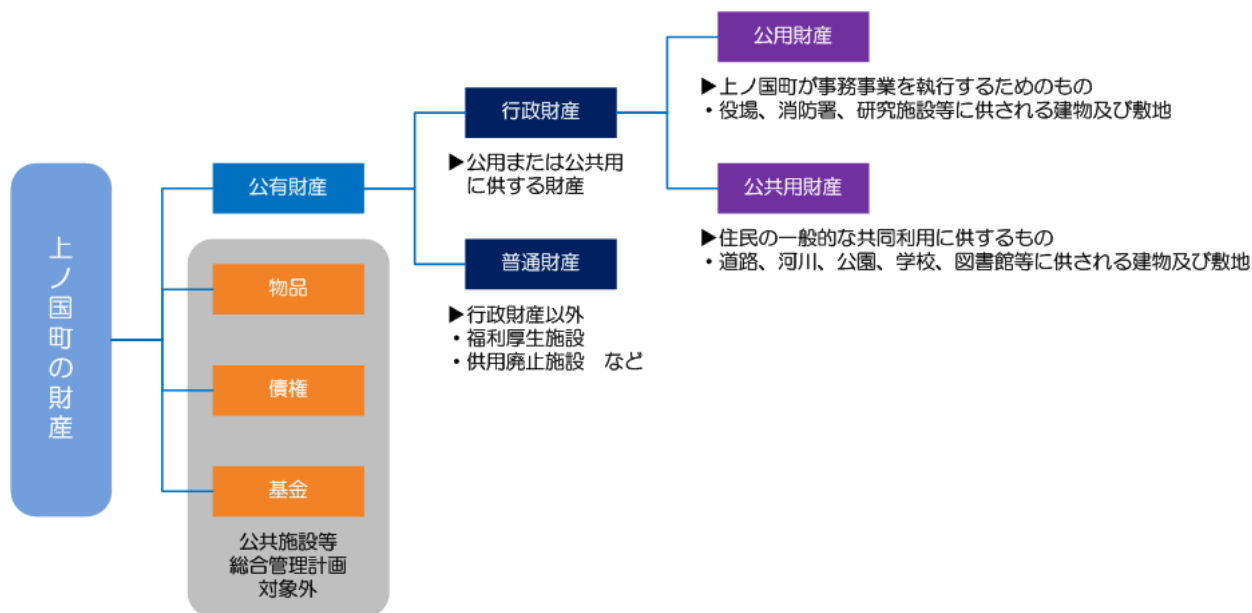 上ノ国町の財産
公有財産
物品
債権
基金
公共施設等
総合管理計画
対象外
行政財産
▶公用または公共用
に供する財産
普通財産
▶行政財産以外
・福利厚生施設
・供用廃止施設　など
公用財産
▶上ノ国町が事務事業を執行するためのもの
・役場、消防署、研究施設等に供される建物及び敷地
公共用財産
▶住民の一般的な共同利用に供するもの
・道路、河川、公園、学校、図書館等に供される建物及び敷地